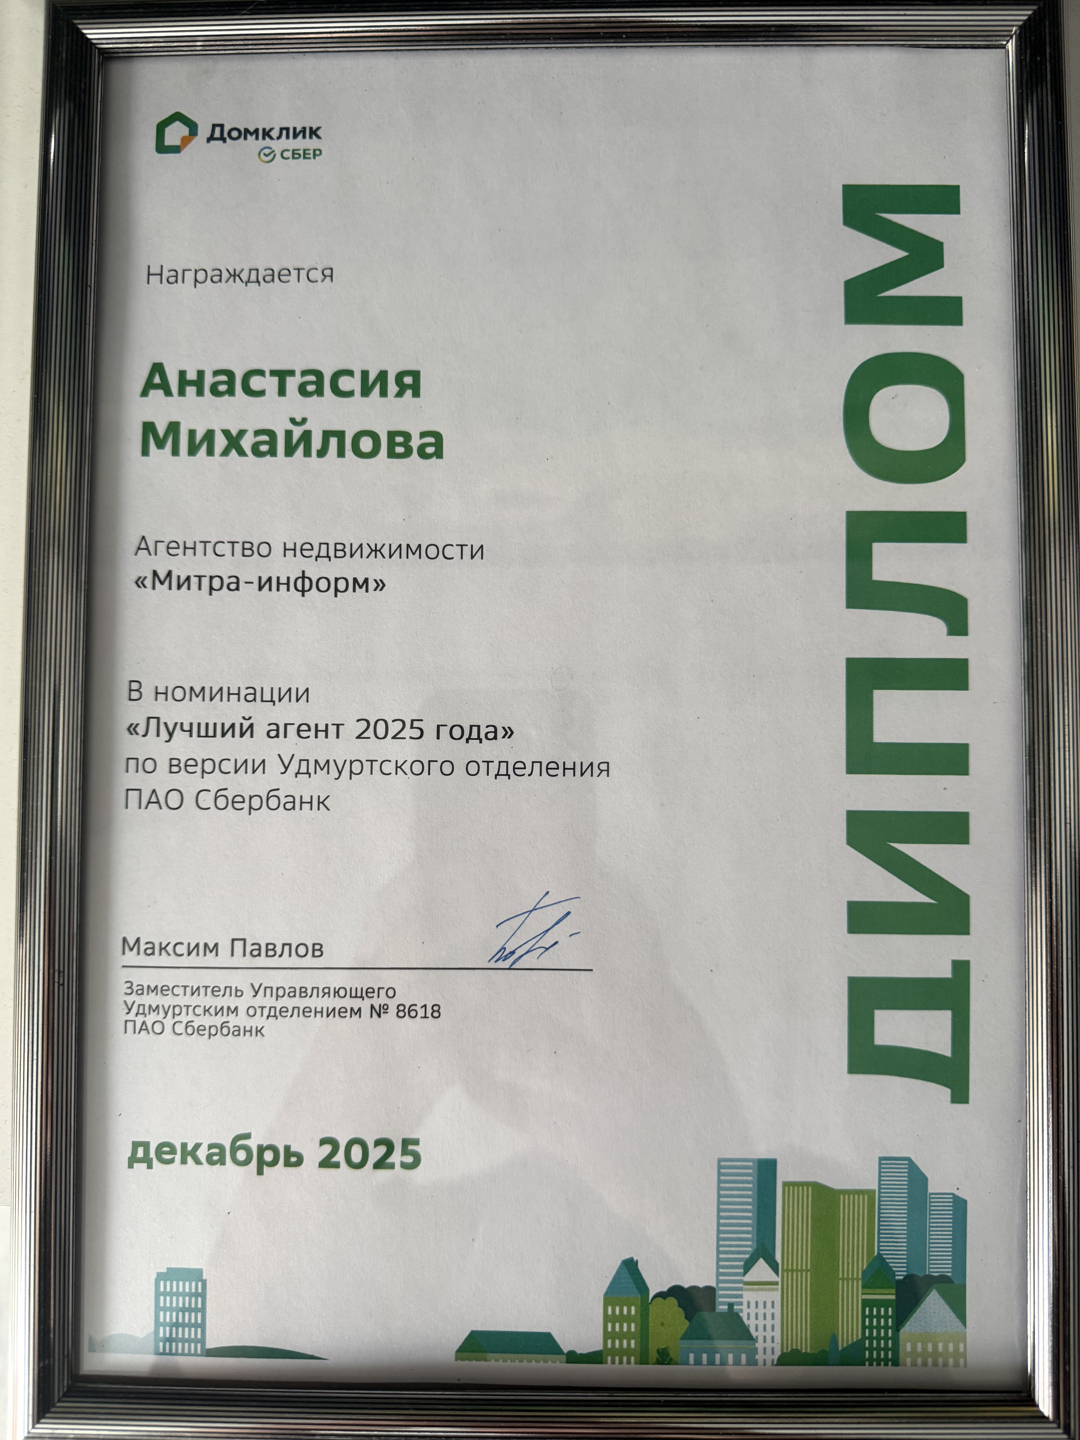 Домклик
СБЕР
Награждается
Анастасия
Михайлова
Агентство недвижимости
«Митра-информ»
В номинации
«Лучший агент 2025 года»
по версии Удмуртского отделения
ПАО Сбербанк
Максим Павлов
Заместитель Управляющего
Удмуртским отделением № 8618
ПАО Сбербанк
декабрь 2025
ДИПЛОМ